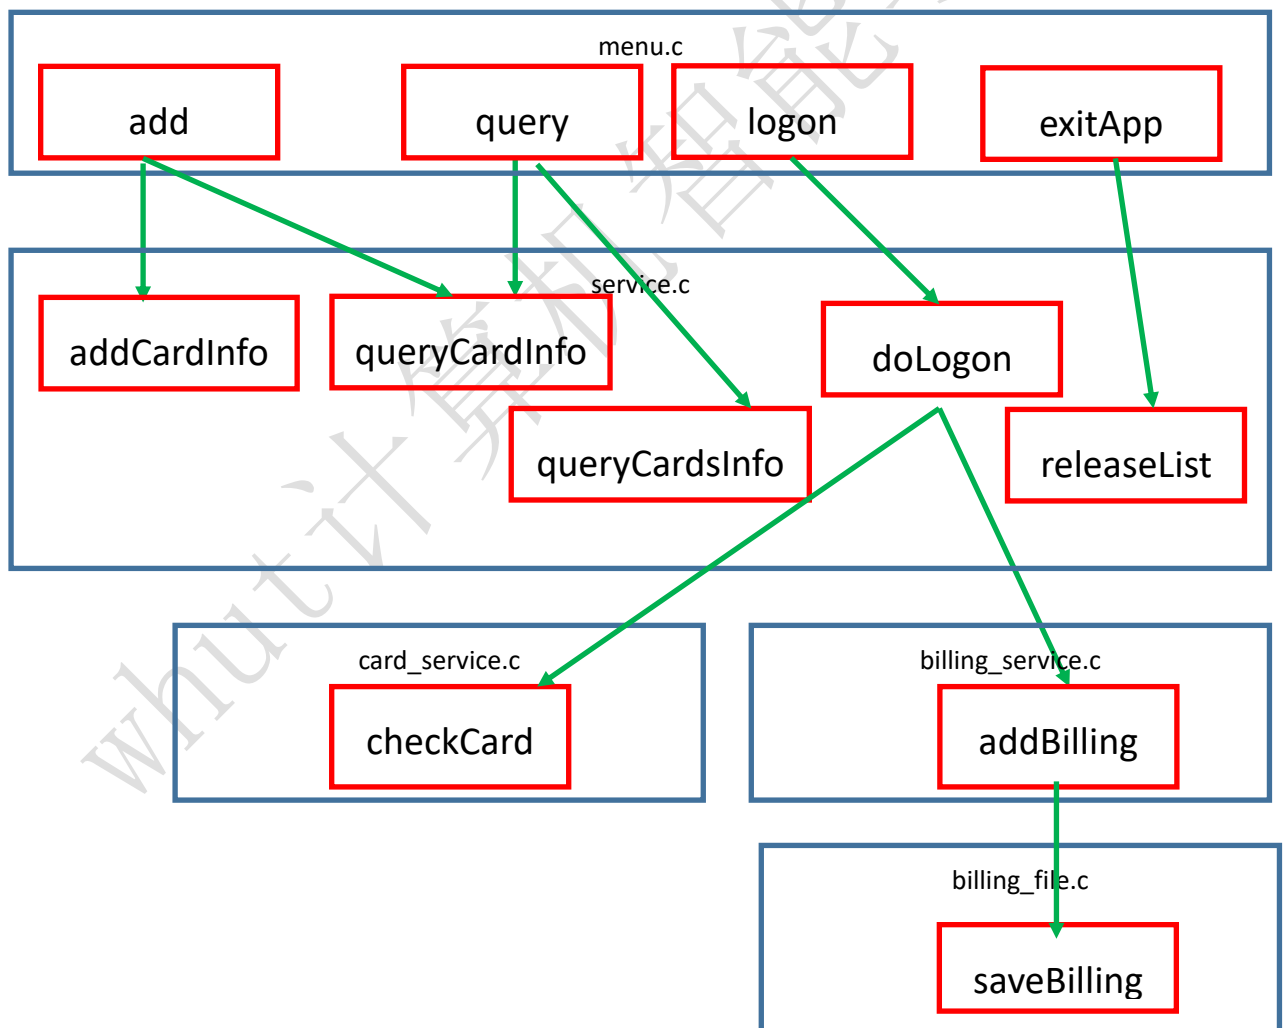 menu.c
add
query
logon
exitApp
service.c
addCardInfo
queryCardInfo
doLogon
queryCardsInfo
releaseList
card_service.c
billing_service.c
checkCard
addBilling
billing_file.c
saveBilling
whut计算机智能